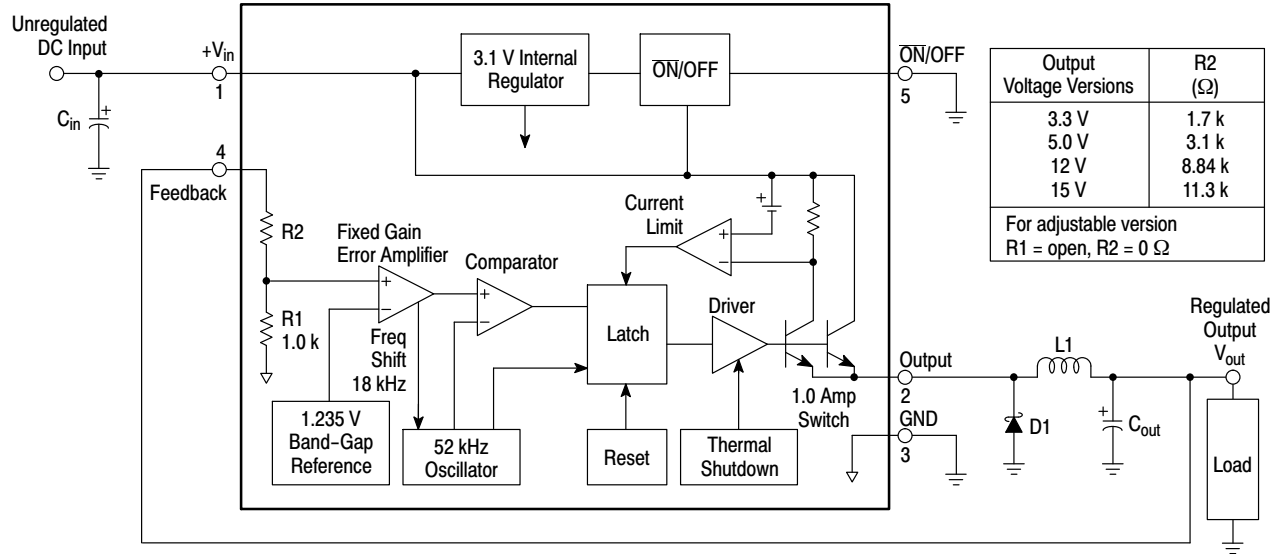 Unregulated
DC Input
+Vin
1
Cin
+
4
Feedback
3.1 V Internal
Regulator
ON/OFF
ON/OFF
5
Output
Voltage Versions
R2
(Ω)
3.3 V
1.7 k
5.0 V
3.1 k
12 V
8.84 k
15 V
11.3 k
For adjustable version
R1 = open, R2 = 0 Ω
R2
Fixed Gain
Error Amplifier
+
−
Comparator
+
−
Current
Limit
+
+
−
R1
1.0 k
Freq
Shift
18 kHz
Latch
Driver
1.0 Amp
Switch
1.235 V
Band-Gap
Reference
52 kHz
Oscillator
Reset
Thermal
Shutdown
Output
2
GND
3
L1
D1
+
Cout
Regulated
Output
Vout
Load